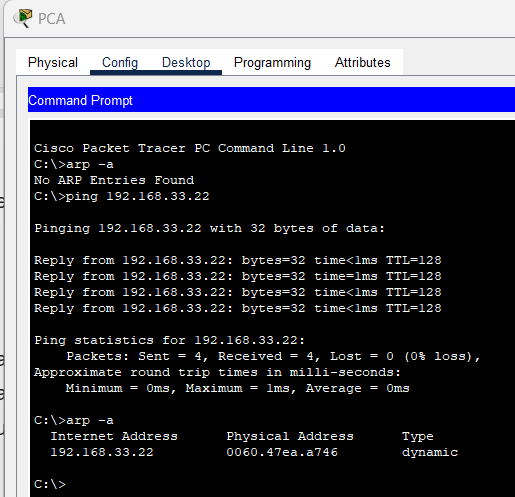 PCA
Physical Config Desktop Programming Attributes
Command Prompt
Cisco Packet Tracer PC Command Line 1.0
C:\>arp -a
No ARP Entries Found
C:\>ping 192.168.33.22
Pinging 192.168.33.22 with 32 bytes of data:
Reply from 192.168.33.22: bytes=32 time<1ms TTL=128
Reply from 192.168.33.22: bytes=32 time=1ms TTL=128
Reply from 192.168.33.22: bytes=32 time<1ms TTL=128
Reply from 192.168.33.22: bytes=32 time<1ms TTL=128
Ping statistics for 192.168.33.22:
Packets: Sent = 4, Received = 4, Lost = 0 (0% loss),
Approximate round trip times in milli-seconds:
Minimum = 0ms, Maximum = 1ms, Average = 0ms
C:\>arp -a
Internet Address Physical Address Type
192.168.33.22 0060.47ea.a746 dynamic
C:\>